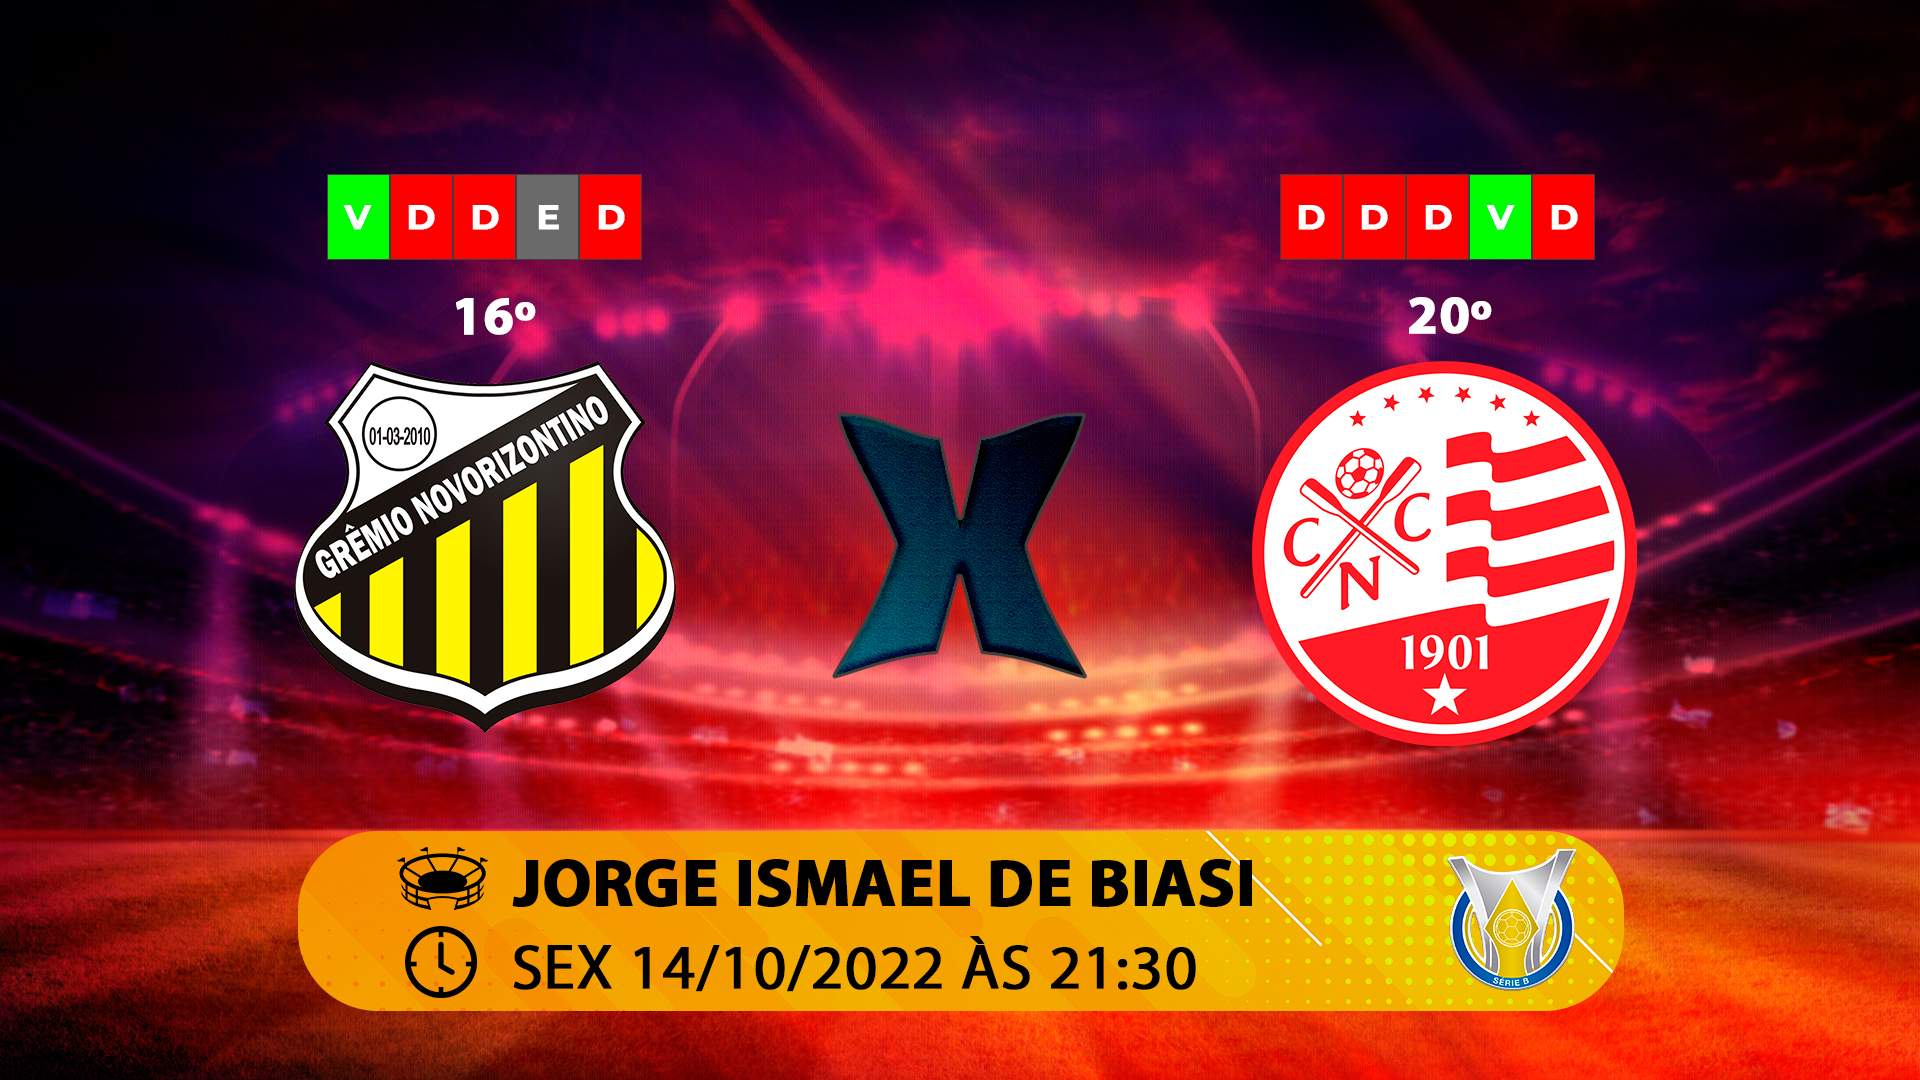 V D D E D
D D D V D
16º
20º
01-03-2010
GRÊMIO NOVORIZONTINO
C N C
1901
JORGE ISMAEL DE BIASI
SEX 14/10/2022 ÀS 21:30
SÉRIE B